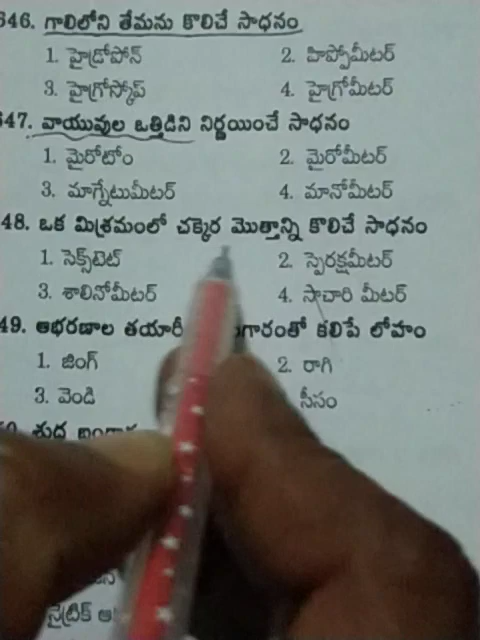 646. గాలిలోని తేమను కొలిచే సాధనం
1. హైడ్రోఫోన్ 2. హిప్సోమీటర్
3. హైగ్రోస్కోప్ 4. హైగ్రోమీటర్
647. వాయువుల ఒత్తిడిని నిర్ణయించే సాధనం
1. మైరోటోం 2. మైరోమీటర్
3. మాగ్నేటుమీటర్ 4. మానోమీటర్
48. ఒక మిశ్రమంలో చక్కెర మొత్తాన్ని కొలిచే సాధనం
1. సెక్స్‌టెట్ 2. స్పెరక్షమీటర్
3. శాలినోమీటర్ 4. సాచారి మీటర్
49. ఆభరణాల తయారీ గారంతో కలిపే లోహం
1. జింగ్ 2. రాగి
3. వెండి సీసం
శుద్ధ
నైట్రిక్